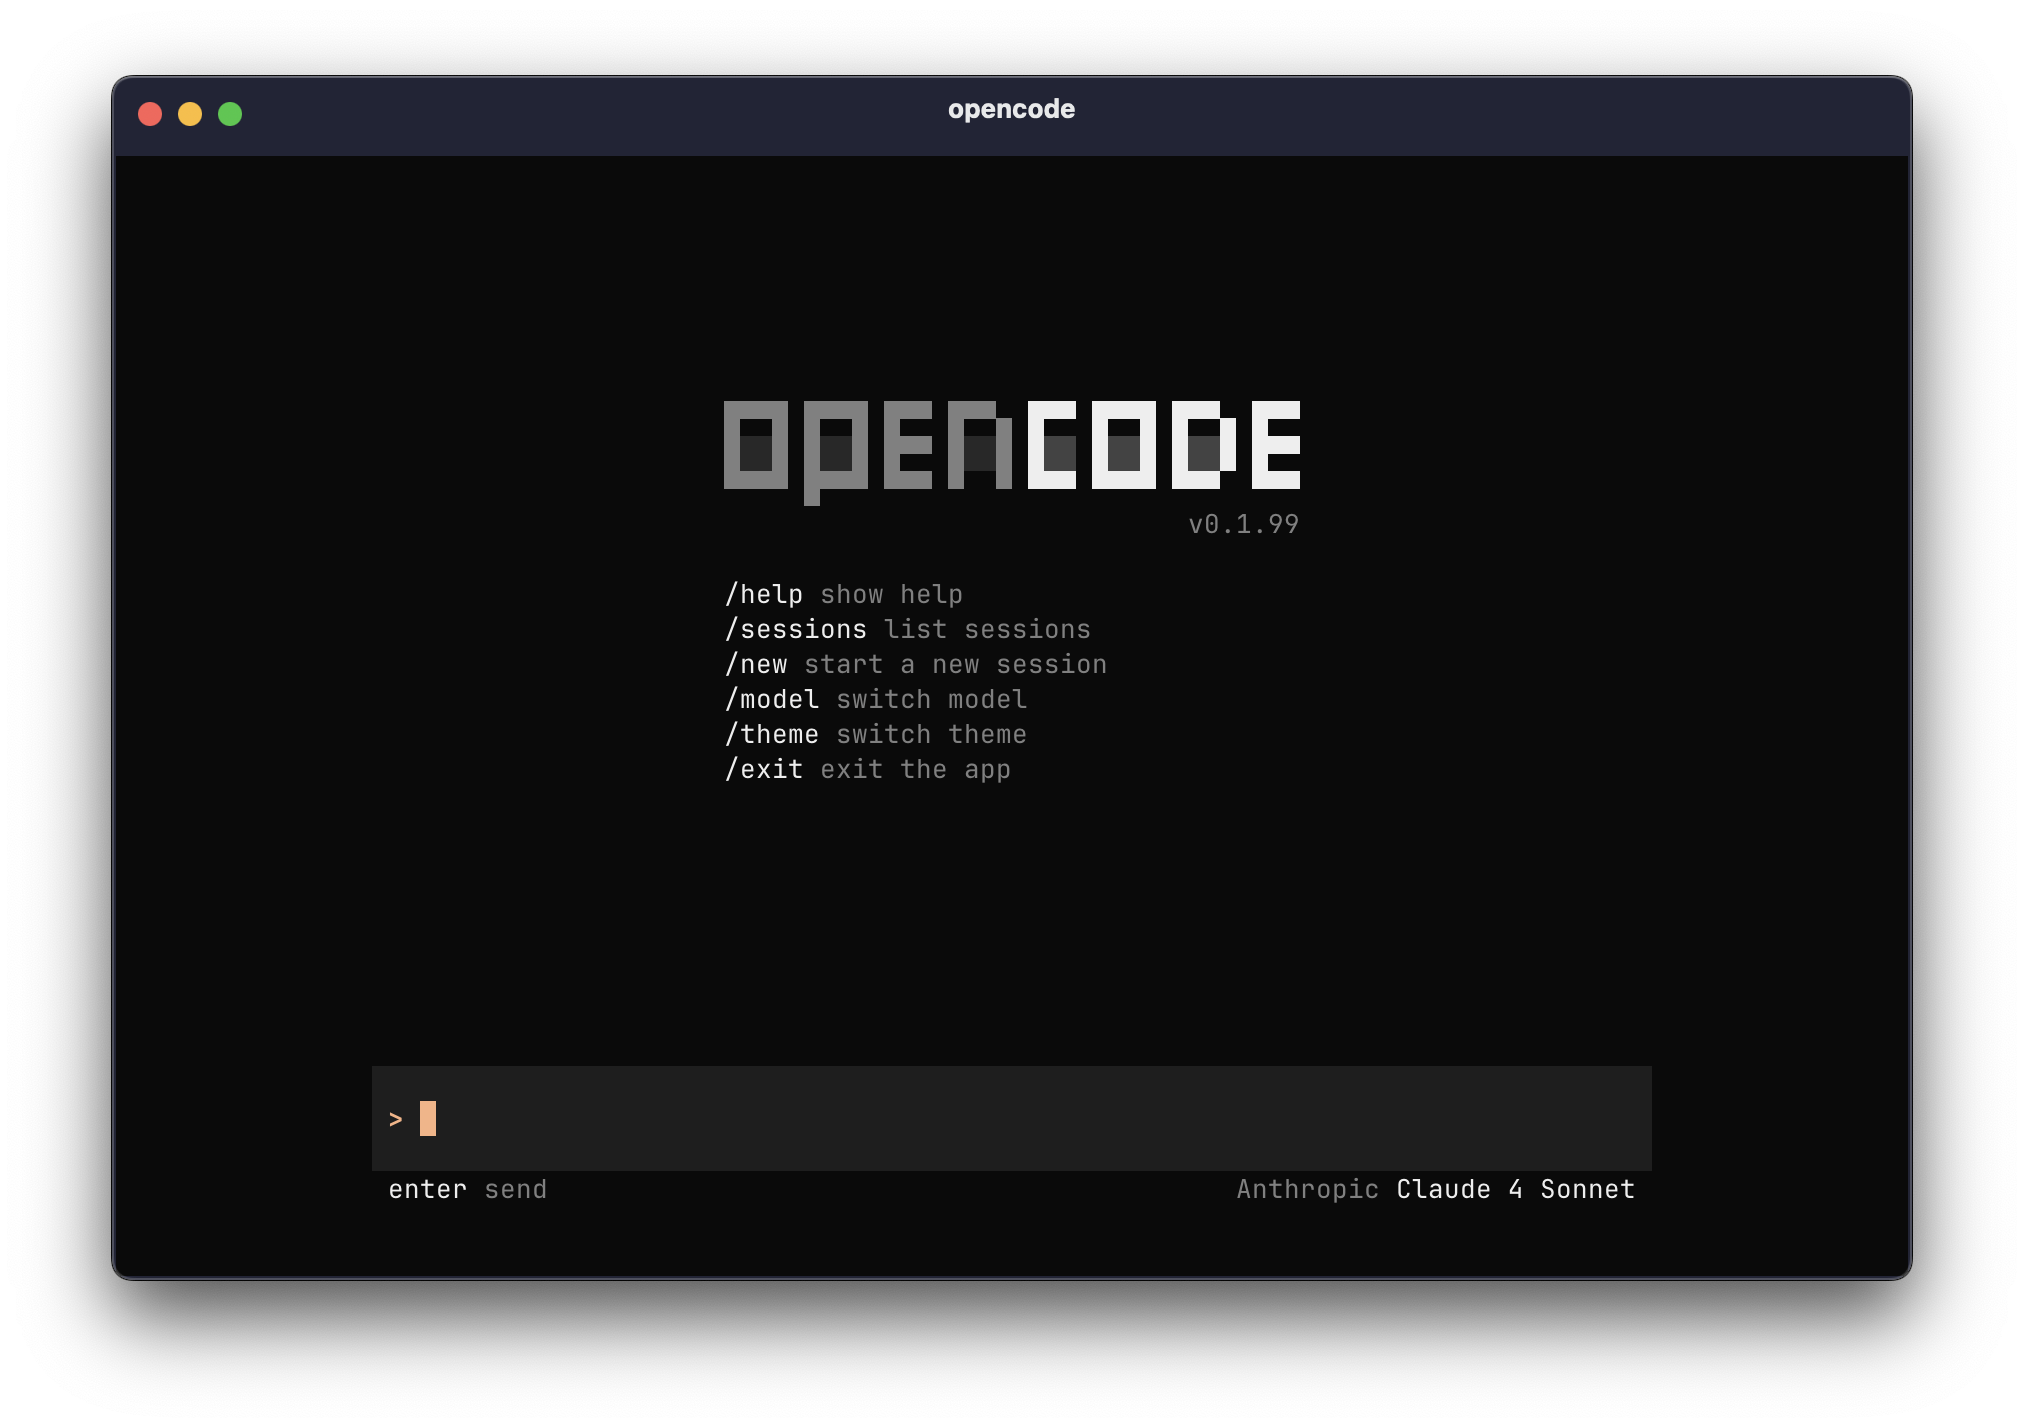 opencode
opencode
v0.1.99
/help show help
/sessions list sessions
/new start a new session
/model switch model
/theme switch theme
/exit exit the app
>
enter send
Anthropic Claude 4 Sonnet